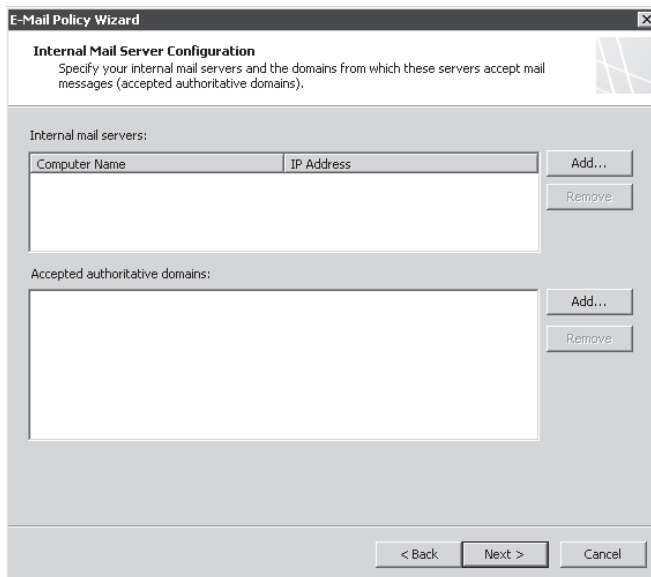 E-Mail Policy Wizard
Internal Mail Server Configuration
Specify your internal mail servers and the domains from which these servers accept mail
messages (accepted authoritative domains).
Internal mail servers:
Computer Name IP Address
Add...
Remove
Accepted authoritative domains:
Add...
Remove
< Back Next > Cancel